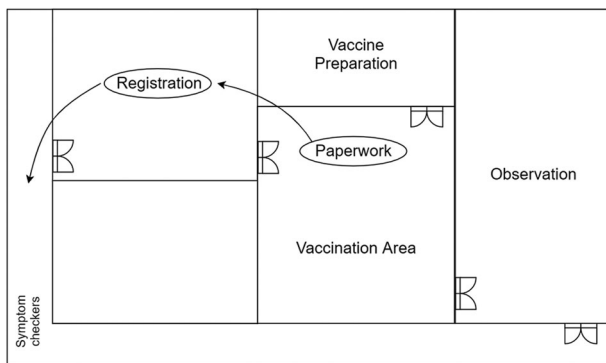 Vaccine
Preparation
Registration
Paperwork
Observation
Vaccination Area
Symptom
checkers